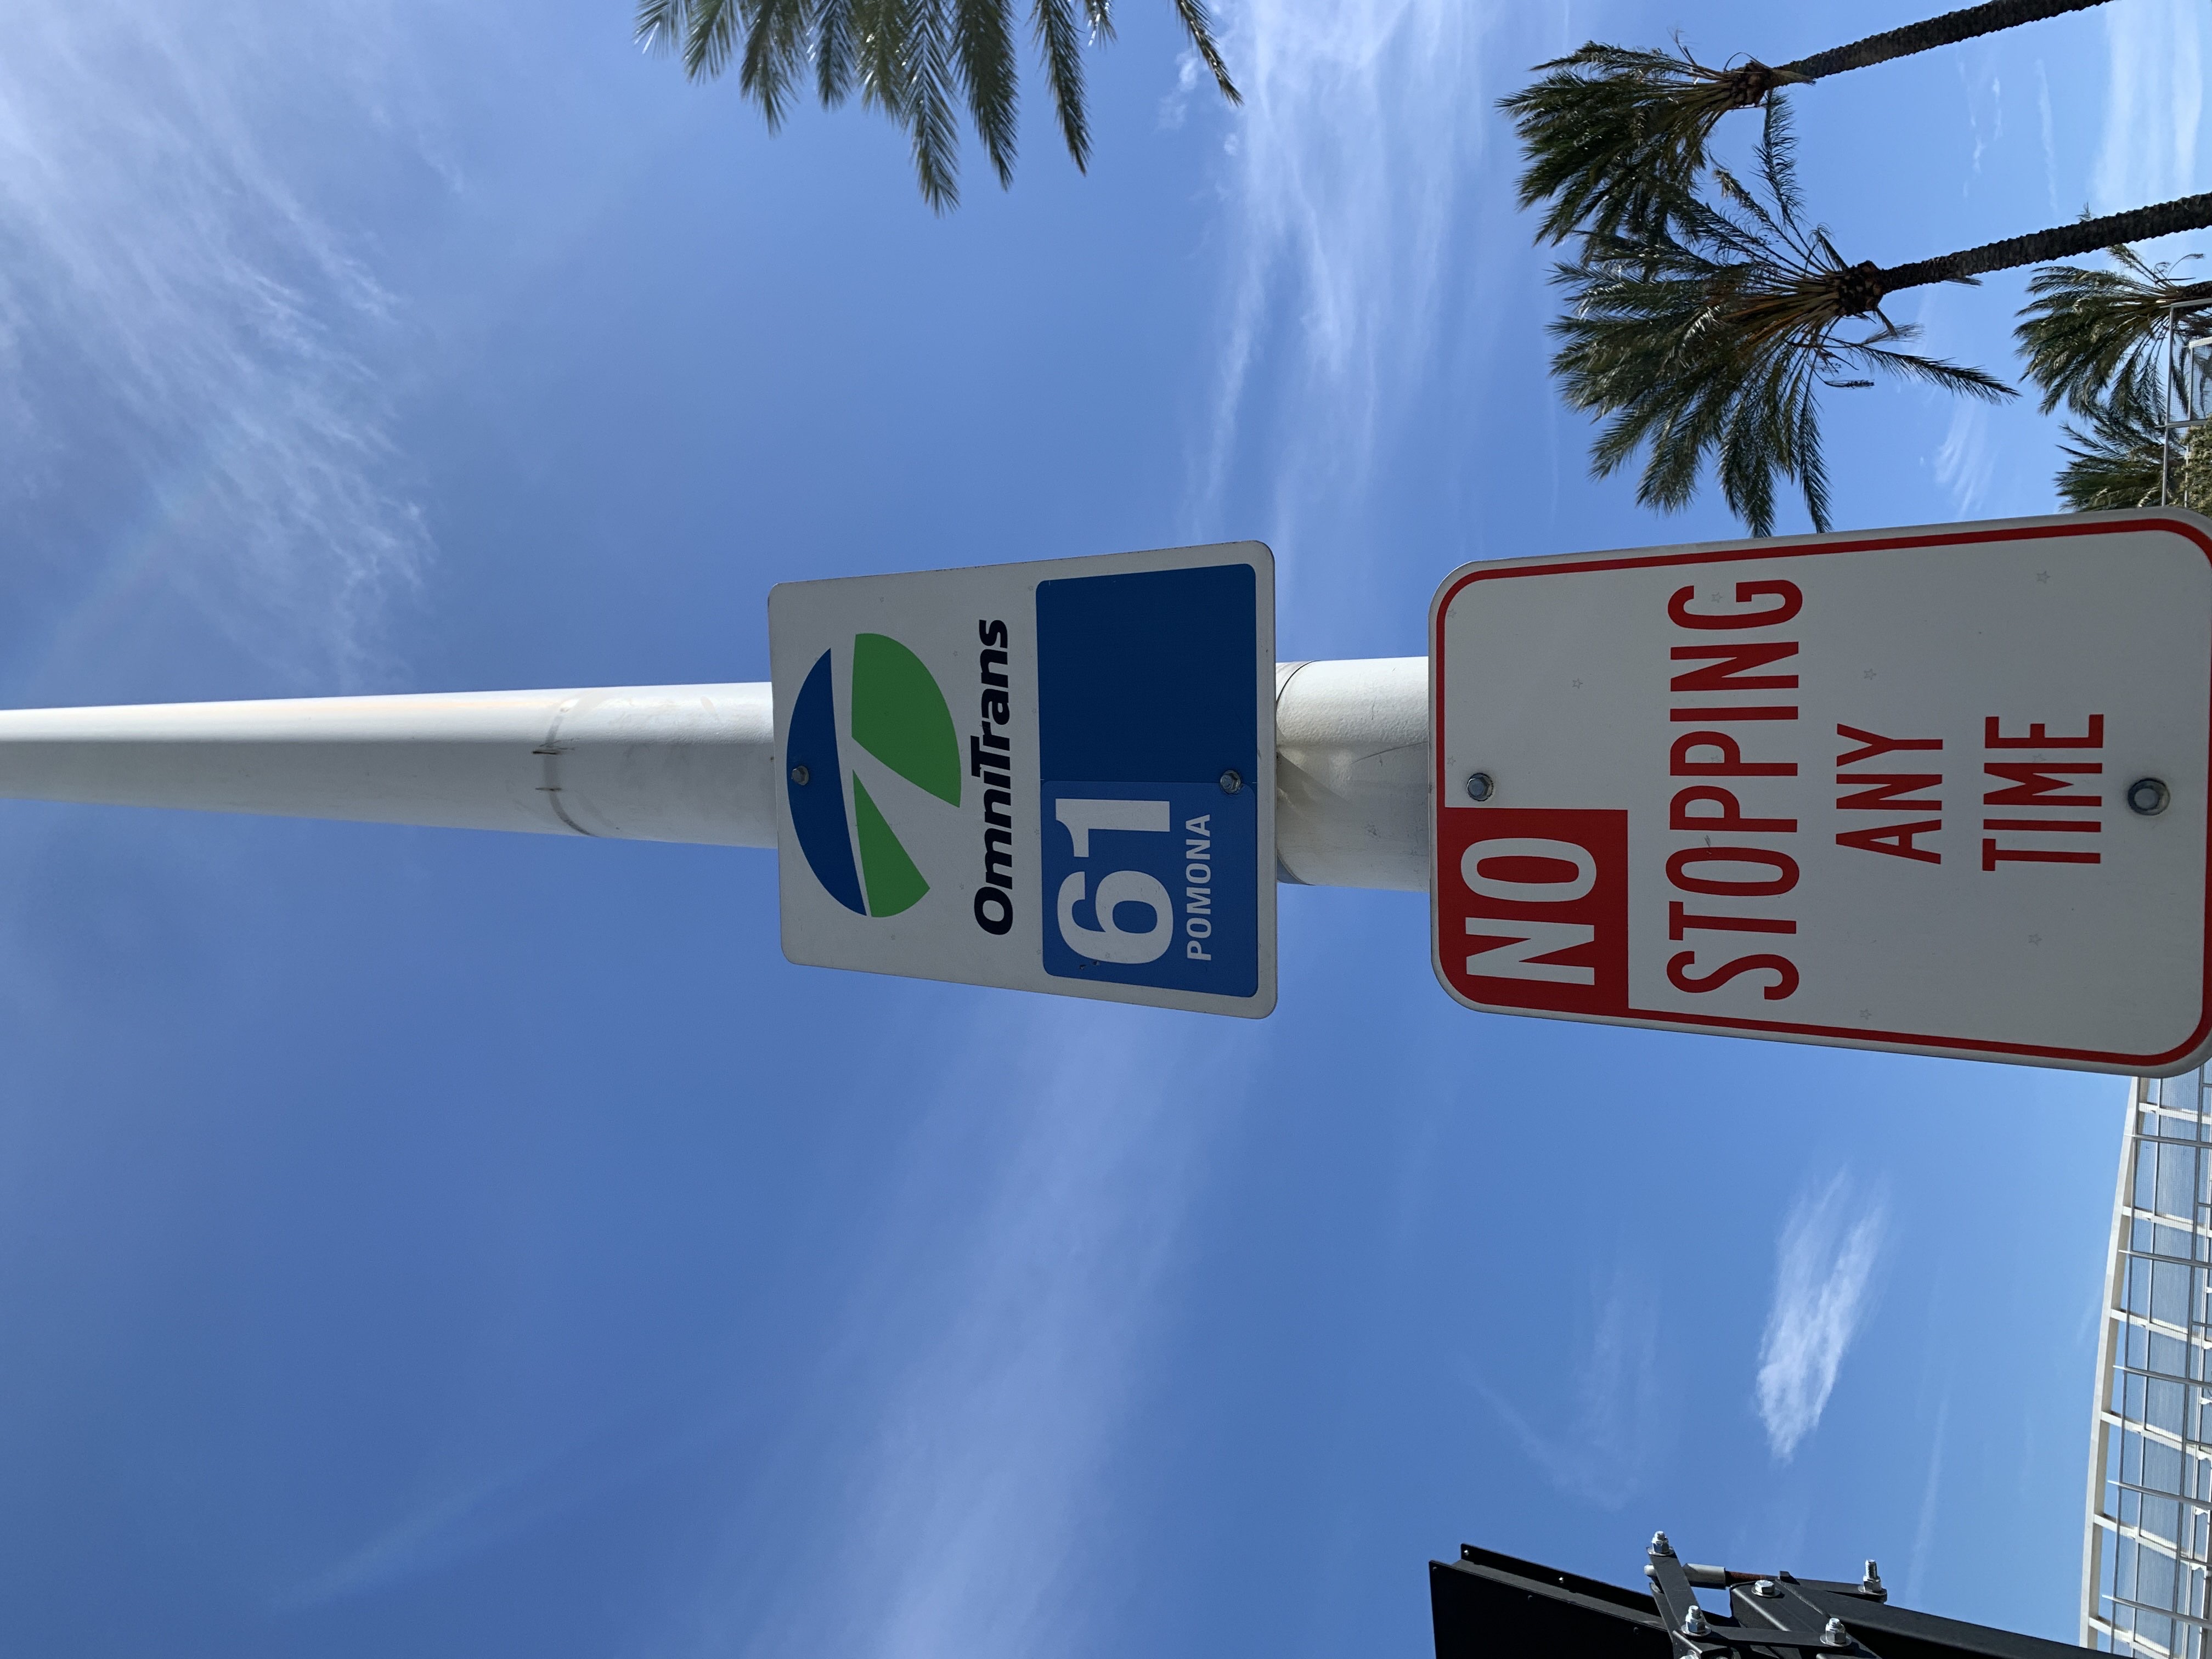 OmniTrans
61
POMONA
NO
STOPPING
ANY
TIME